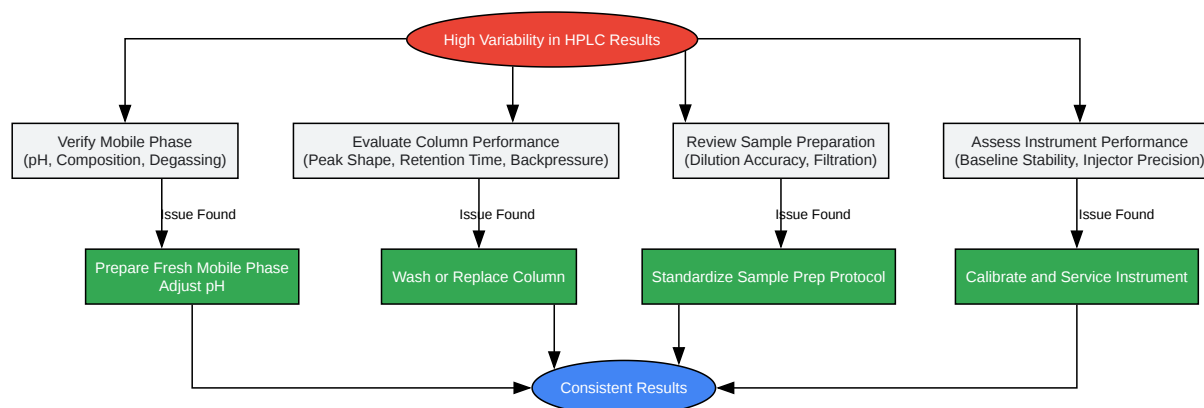 High Variability in HPLC Results
Verify Mobile Phase
(pH, Composition, Degassing)
Evaluate Column Performance
(Peak Shape, Retention Time, Backpressure)
Review Sample Preparation
(Dilution Accuracy, Filtration)
Assess Instrument Performance
(Baseline Stability, Injector Precision)
Issue Found
Issue Found
Issue Found
Issue Found
Prepare Fresh Mobile Phase
Adjust pH
Wash or Replace Column
Standardize Sample Prep Protocol
Calibrate and Service Instrument
Consistent Results